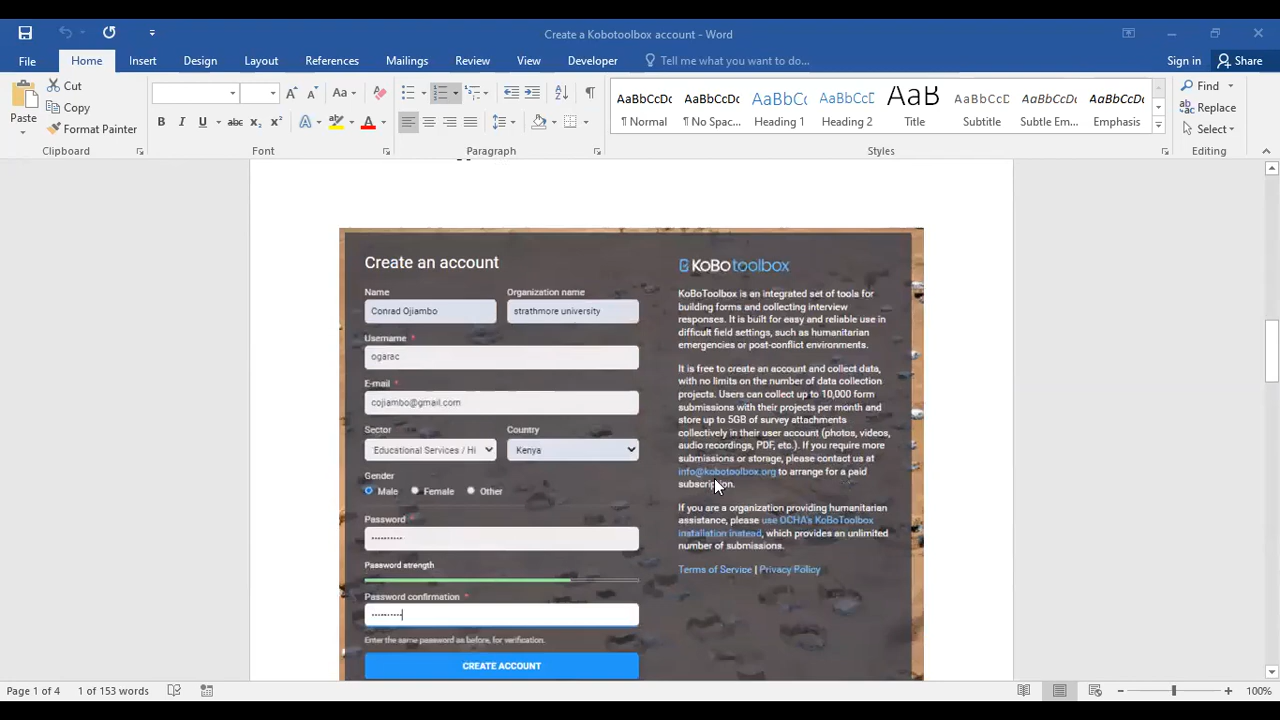 Create a Kobotoolbox account - Word
File Home Insert Design Layout References Mailings Review View Developer Tell me what you want to do... Sign in Share
Paste
Cut
Copy
Format Painter
Clipboard
Aa
B I U abc X₂ X² A A
Font
Paragraph
AaBbCcDc AaBbCcDc AaBbCc AaBbCcD AaB AaBbCcD AaBbCcDc AaBbCcDc
¶ Normal ¶ No Spac... Heading 1 Heading 2 Title Subtitle Subtle Em... Emphasis
Styles
Find
Replace
Select
Editing
Create an account
Name Organization name
Conrad Ojiambo strathmore university
Username *
ogarac
E-mail *
cojiambo@gmail.com
Sector Country
Educational Services / Hi Kenya
Gender
Male Female Other
Password *
Password strength
Password confirmation *
Enter the same password as before, for verification.
CREATE ACCOUNT
KoBo toolbox
KoBoToolbox is an integrated set of tools for
building forms and collecting interview
responses. It is built for easy and reliable use in
difficult field settings, such as humanitarian
emergencies or post-conflict environments.
It is free to create an account and collect data,
with no limits on the number of data collection
projects. Users can collect up to 10,000 form
submissions with their projects per month and
store up to 5GB of survey attachments
collectively in their user account (photos, videos,
audio recordings, PDF, etc.). If you require more
submissions or storage, please contact us at
info@kobotoolbox.org to arrange for a paid
subscription.
If you are a organization providing humanitarian
assistance, please use OCHA's KoBoToolbox
installation instead, which provides an unlimited
number of submissions.
Terms of Service | Privacy Policy
Page 1 of 4 1 of 153 words 100%